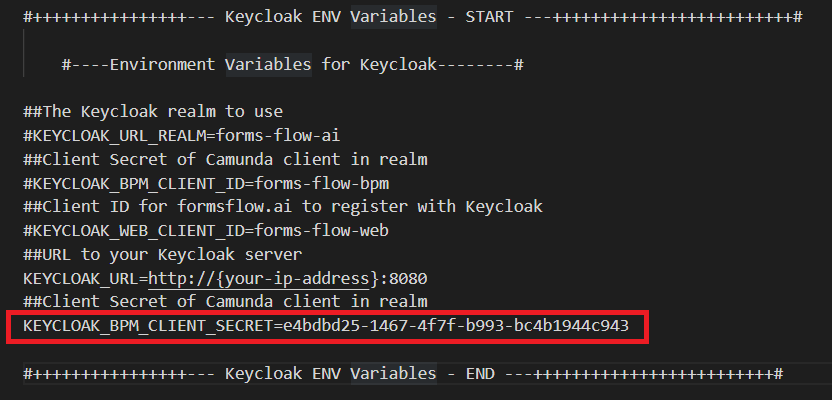 #++++++++++++++++--- Keycloak ENV Variables - START ---+++++++++++++++++++++++++#
#----Environment Variables for Keycloak--------#
##The Keycloak realm to use
#KEYCLOAK_URL_REALM=forms-flow-ai
##Client Secret of Camunda client in realm
#KEYCLOAK_BPM_CLIENT_ID=forms-flow-bpm
##Client ID for formsflow.ai to register with Keycloak
#KEYCLOAK_WEB_CLIENT_ID=forms-flow-web
##URL to your Keycloak server
KEYCLOAK_URL=http://{your-ip-address}:8080
##Client Secret of Camunda client in realm
KEYCLOAK_BPM_CLIENT_SECRET=e4bdbd25-1467-4f7f-b993-bc4b1944c943
#++++++++++++++++--- Keycloak ENV Variables - END ---+++++++++++++++++++++++++#